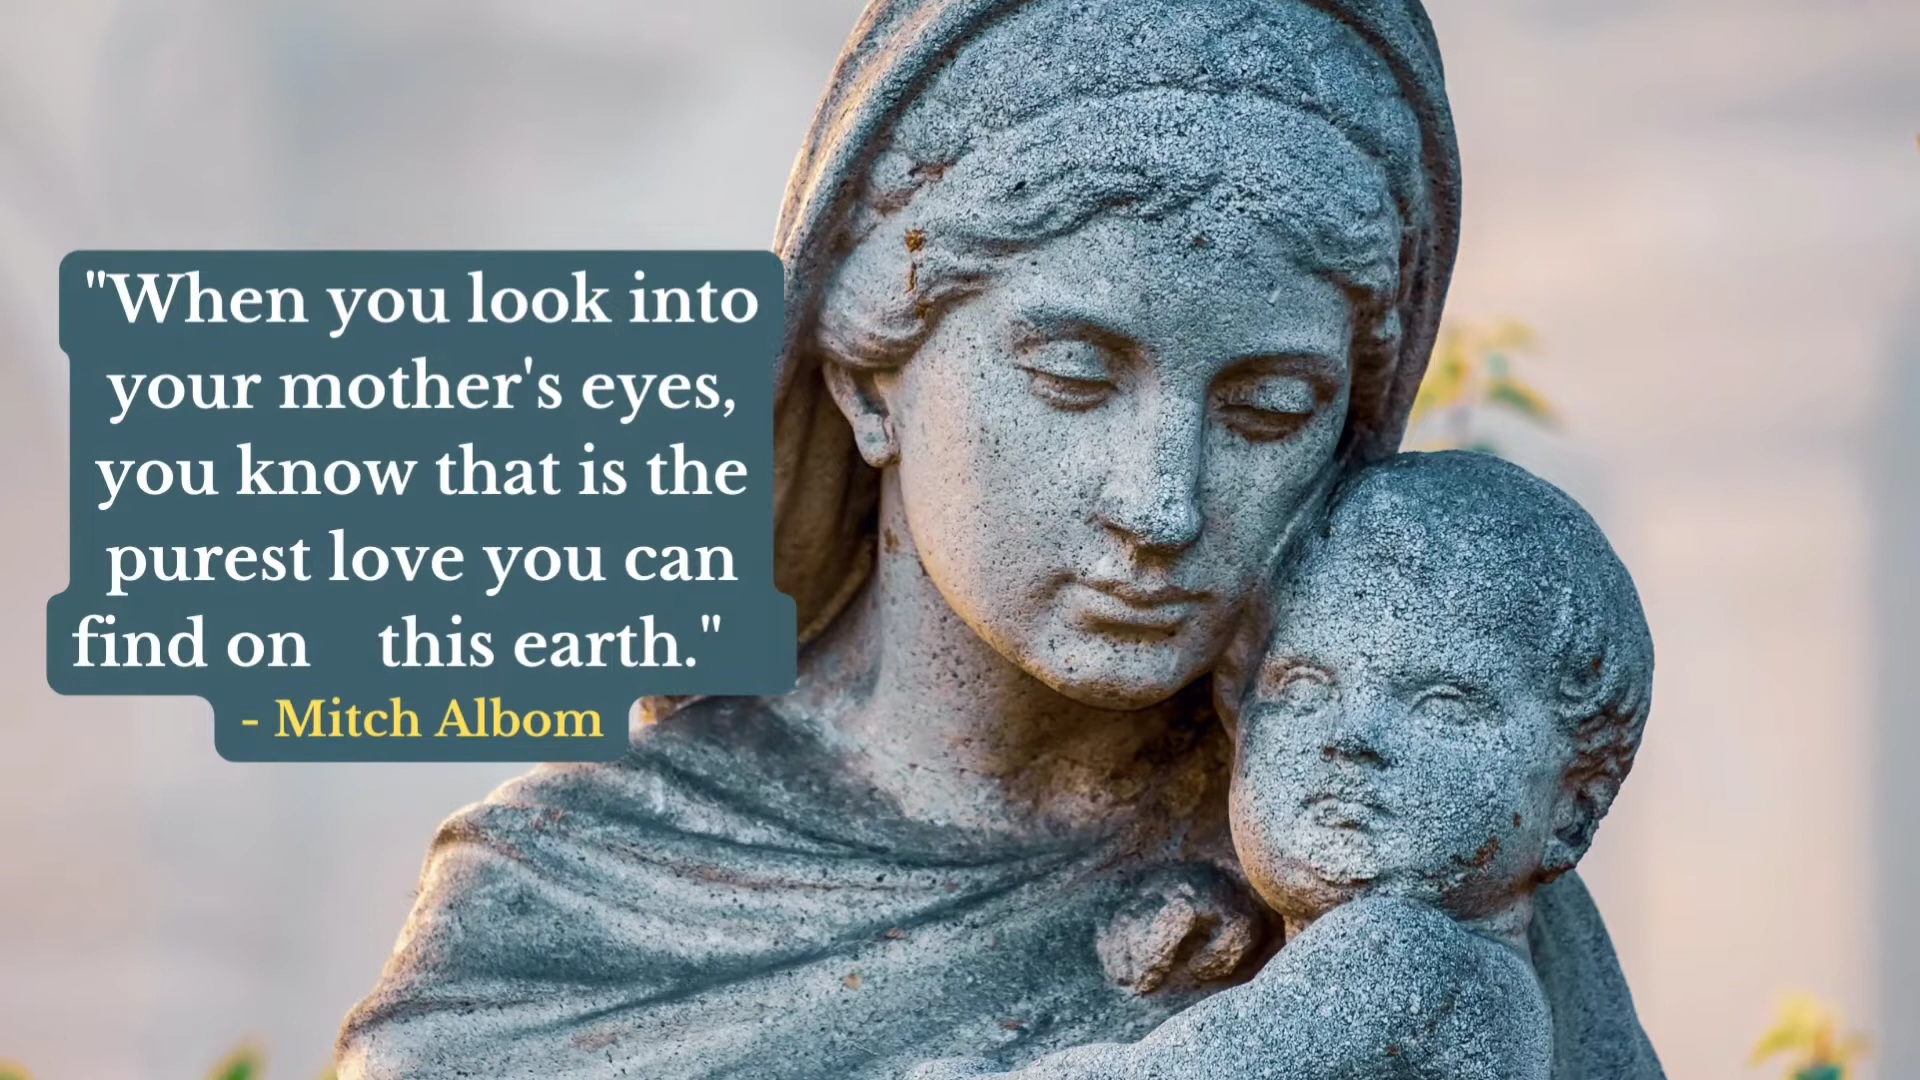 "When you look into
your mother's eyes,
you know that is the
purest love you can
find on    this earth."
- Mitch Albom